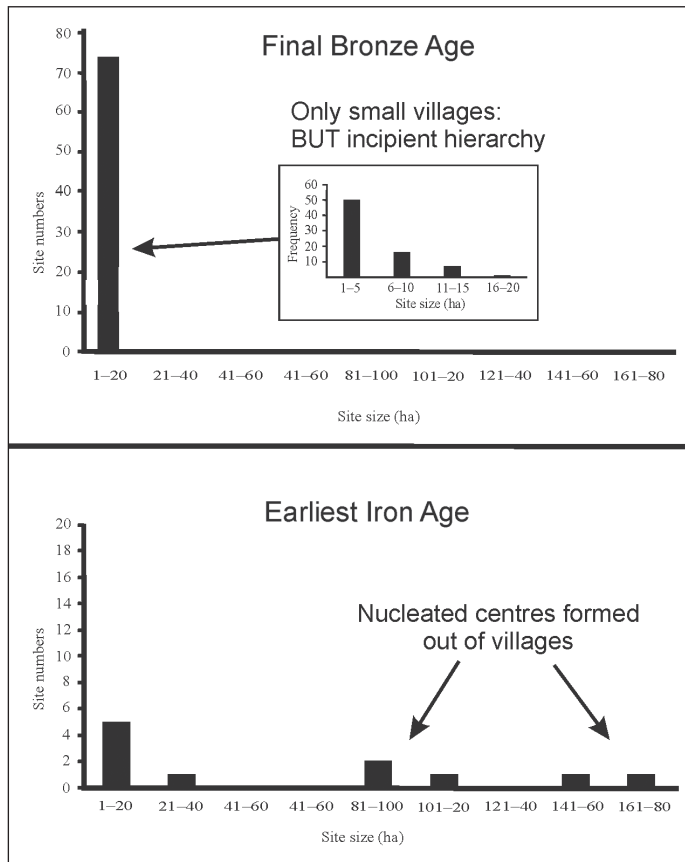 Final Bronze Age
Only small villages:
BUT incipient hierarchy
80
70
60
50
40
30
20
10
0
Site numbers
60
50
40
30
20
10
Frequency
1–5 6–10 11–15 16–20
Site size (ha)
1–20 21–40 41–60 41–60 81–100 101–20 121–40 141–60 161–80
Site size (ha)
Earliest Iron Age
Nucleated centres formed
out of villages
20
18
16
14
12
10
8
6
4
2
0
Site numbers
1–20 21–40 41–60 41–60 81–100 101–20 121–40 141–60 161–80
Site size (ha)